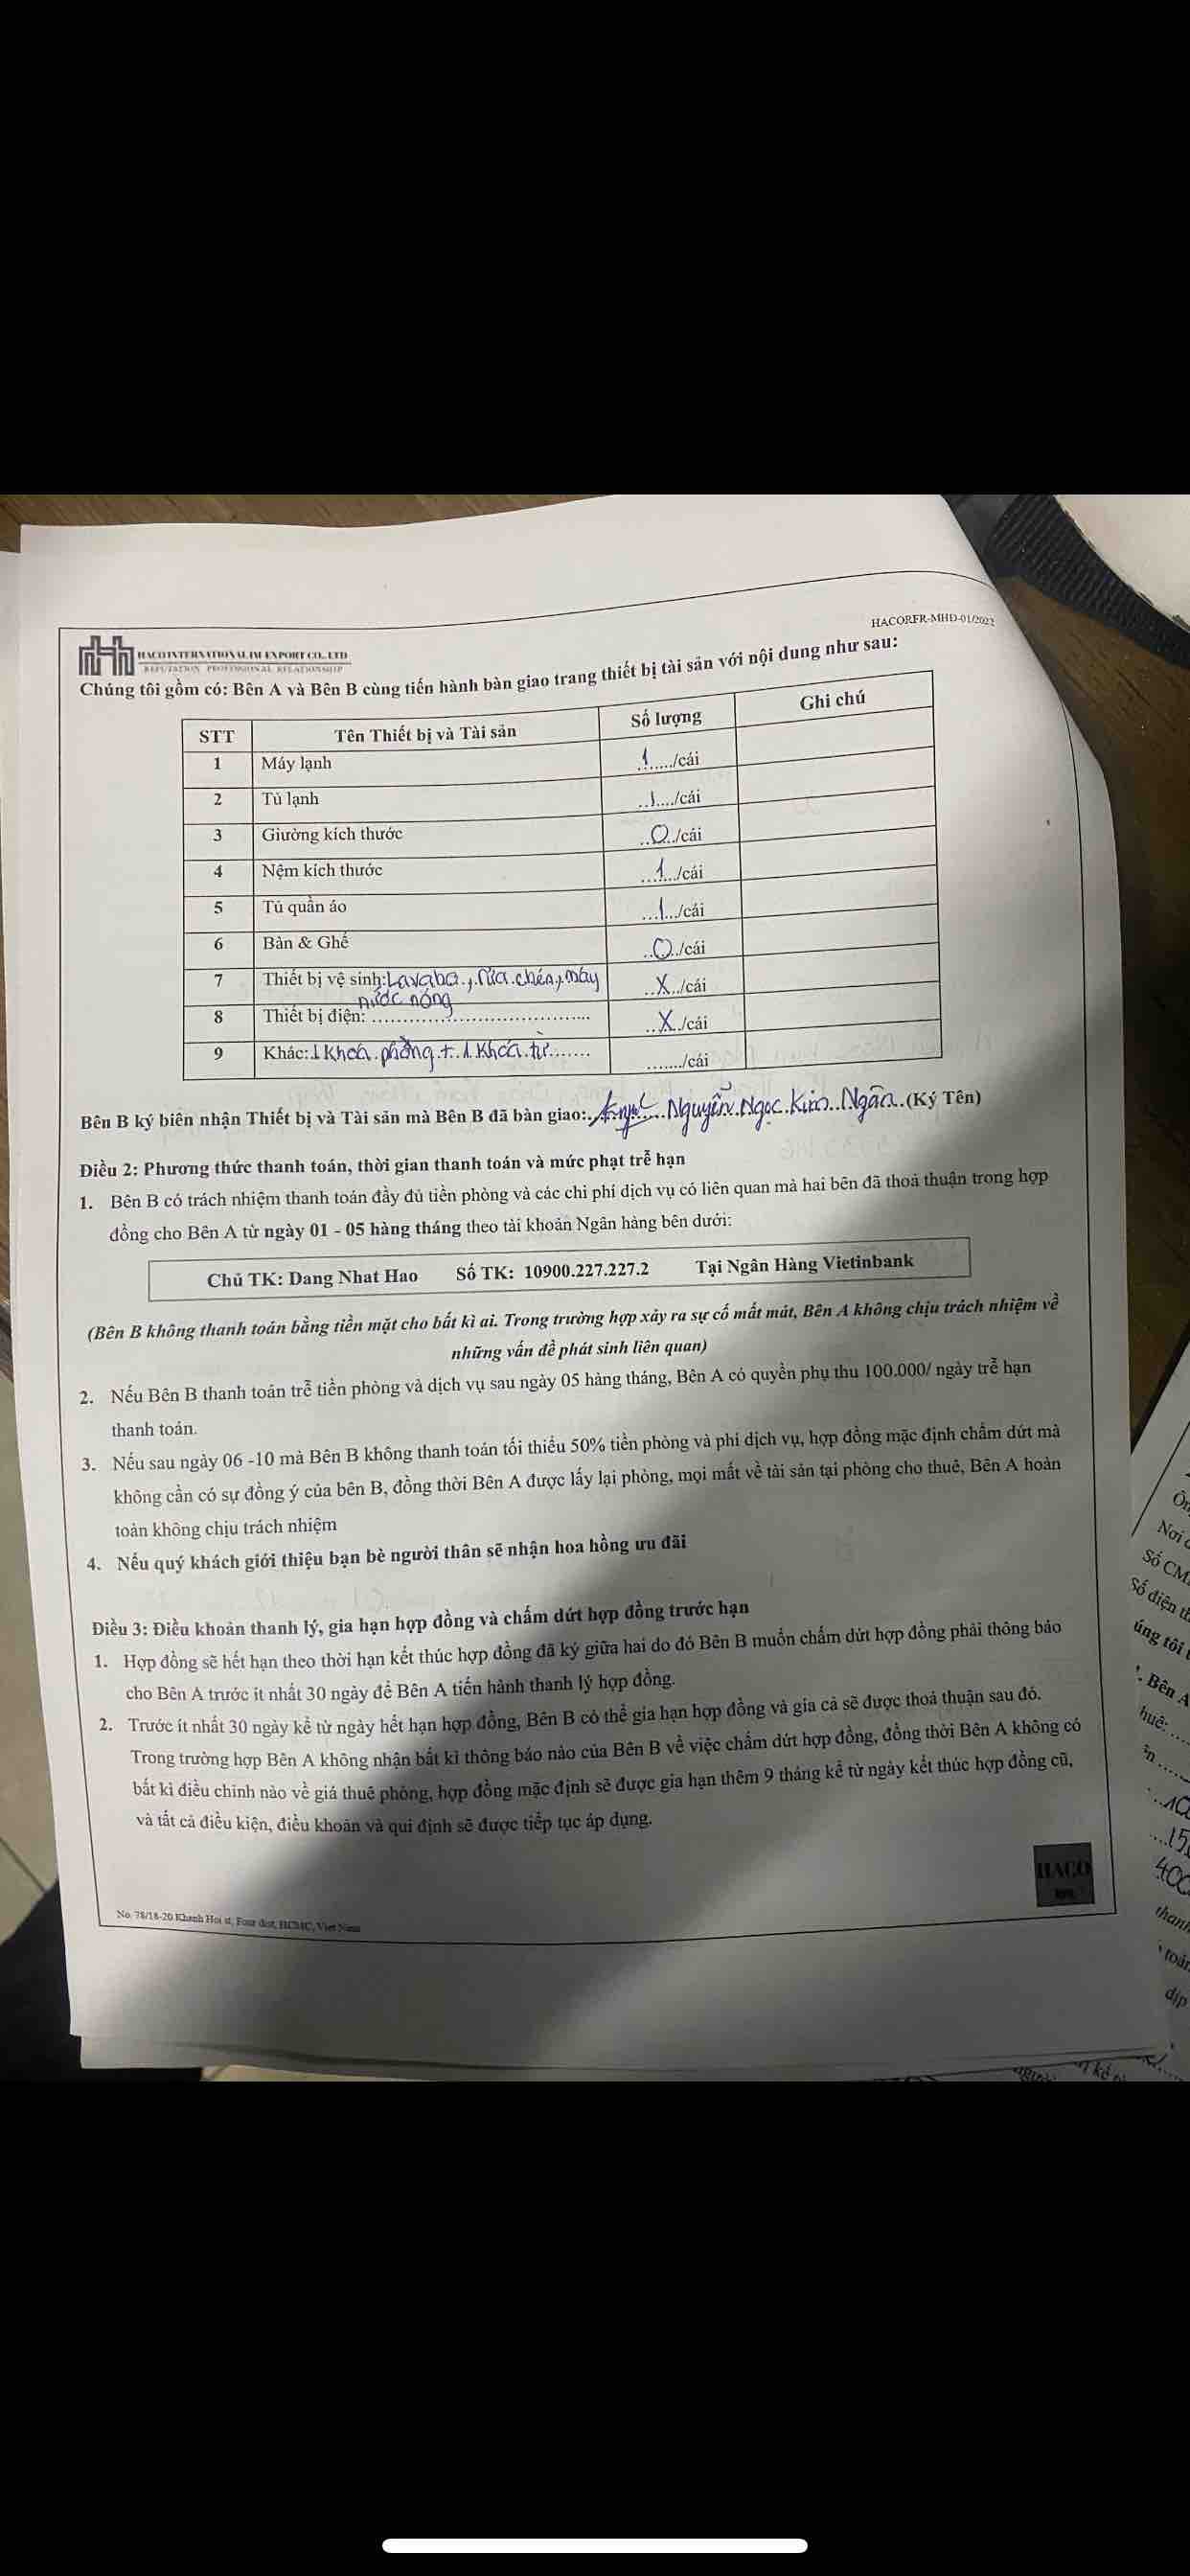 HACORFR-MHĐ-01/2022
HACO INTERNATIONAL IM EXPORT CO., LTD
REPUTATION PROFESSIONAL RELATIONSHIP
Chúng tôi gồm có: Bên A và Bên B cùng tiến hành bàn giao trang thiết bị tài sản với nội dung như sau:
STT Tên Thiết bị và Tài sản Số lượng Ghi chú
1 Máy lạnh 1/cái
2 Tủ lạnh 1/cái
3 Giường kích thước 0/cái
4 Nệm kích thước 1/cái
5 Tủ quần áo 1/cái
6 Bàn & Ghế 0/cái
7 Thiết bị vệ sinh: Lavabo, rửa chén, máy X/cái
nước nóng
8 Thiết bị điện: X/cái
9 Khác: 1 khoá phòng + 1 khoá từ /cái
Bên B ký biên nhận Thiết bị và Tài sản mà Bên B đã bàn giao: Nguyễn Ngọc Kim Ngân (Ký Tên)
Điều 2: Phương thức thanh toán, thời gian thanh toán và mức phạt trễ hạn
1. Bên B có trách nhiệm thanh toán đầy đủ tiền phòng và các chi phí dịch vụ có liên quan mà hai bên đã thoả thuận trong hợp
đồng cho Bên A từ ngày 01 - 05 hàng tháng theo tài khoản Ngân hàng bên dưới:
Chủ TK: Dang Nhat Hao Số TK: 10900.227.227.2 Tại Ngân Hàng Vietinbank
(Bên B không thanh toán bằng tiền mặt cho bất kì ai. Trong trường hợp xảy ra sự cố mất mát, Bên A không chịu trách nhiệm về
những vấn đề phát sinh liên quan)
2. Nếu Bên B thanh toán trễ tiền phòng và dịch vụ sau ngày 05 hàng tháng, Bên A có quyền phụ thu 100.000/ ngày trễ hạn
thanh toán.
3. Nếu sau ngày 06 -10 mà Bên B không thanh toán tối thiểu 50% tiền phòng và phí dịch vụ, hợp đồng mặc định chấm dứt mà
không cần có sự đồng ý của bên B, đồng thời Bên A được lấy lại phòng, mọi mất về tài sản tại phòng cho thuê, Bên A hoàn
toàn không chịu trách nhiệm
4. Nếu quý khách giới thiệu bạn bè người thân sẽ nhận hoa hồng ưu đãi
Điều 3: Điều khoản thanh lý, gia hạn hợp đồng và chấm dứt hợp đồng trước hạn
1. Hợp đồng sẽ hết hạn theo thời hạn kết thúc hợp đồng đã ký giữa hai do đó Bên B muốn chấm dứt hợp đồng phải thông báo
cho Bên A trước ít nhất 30 ngày để Bên A tiến hành thanh lý hợp đồng.
2. Trước ít nhất 30 ngày kể từ ngày hết hạn hợp đồng, Bên B có thể gia hạn hợp đồng và gia cả sẽ được thoả thuận sau đó.
Trong trường hợp Bên A không nhận bất kì thông báo nào của Bên B về việc chấm dứt hợp đồng, đồng thời Bên A không có
bất kì điều chỉnh nào về giá thuê phòng, hợp đồng mặc định sẽ được gia hạn thêm 9 tháng kể từ ngày kết thúc hợp đồng cũ,
và tất cả điều kiện, điều khoản và qui định sẽ được tiếp tục áp dụng.
HACO
No. 78/18-20 Khanh Hoi st, Four dist, HCMC, Viet Nam
Nơi
Số CM
Số điện
úng tôi
Bên A
huê:
15
400
thanh
toán
dịp
kể